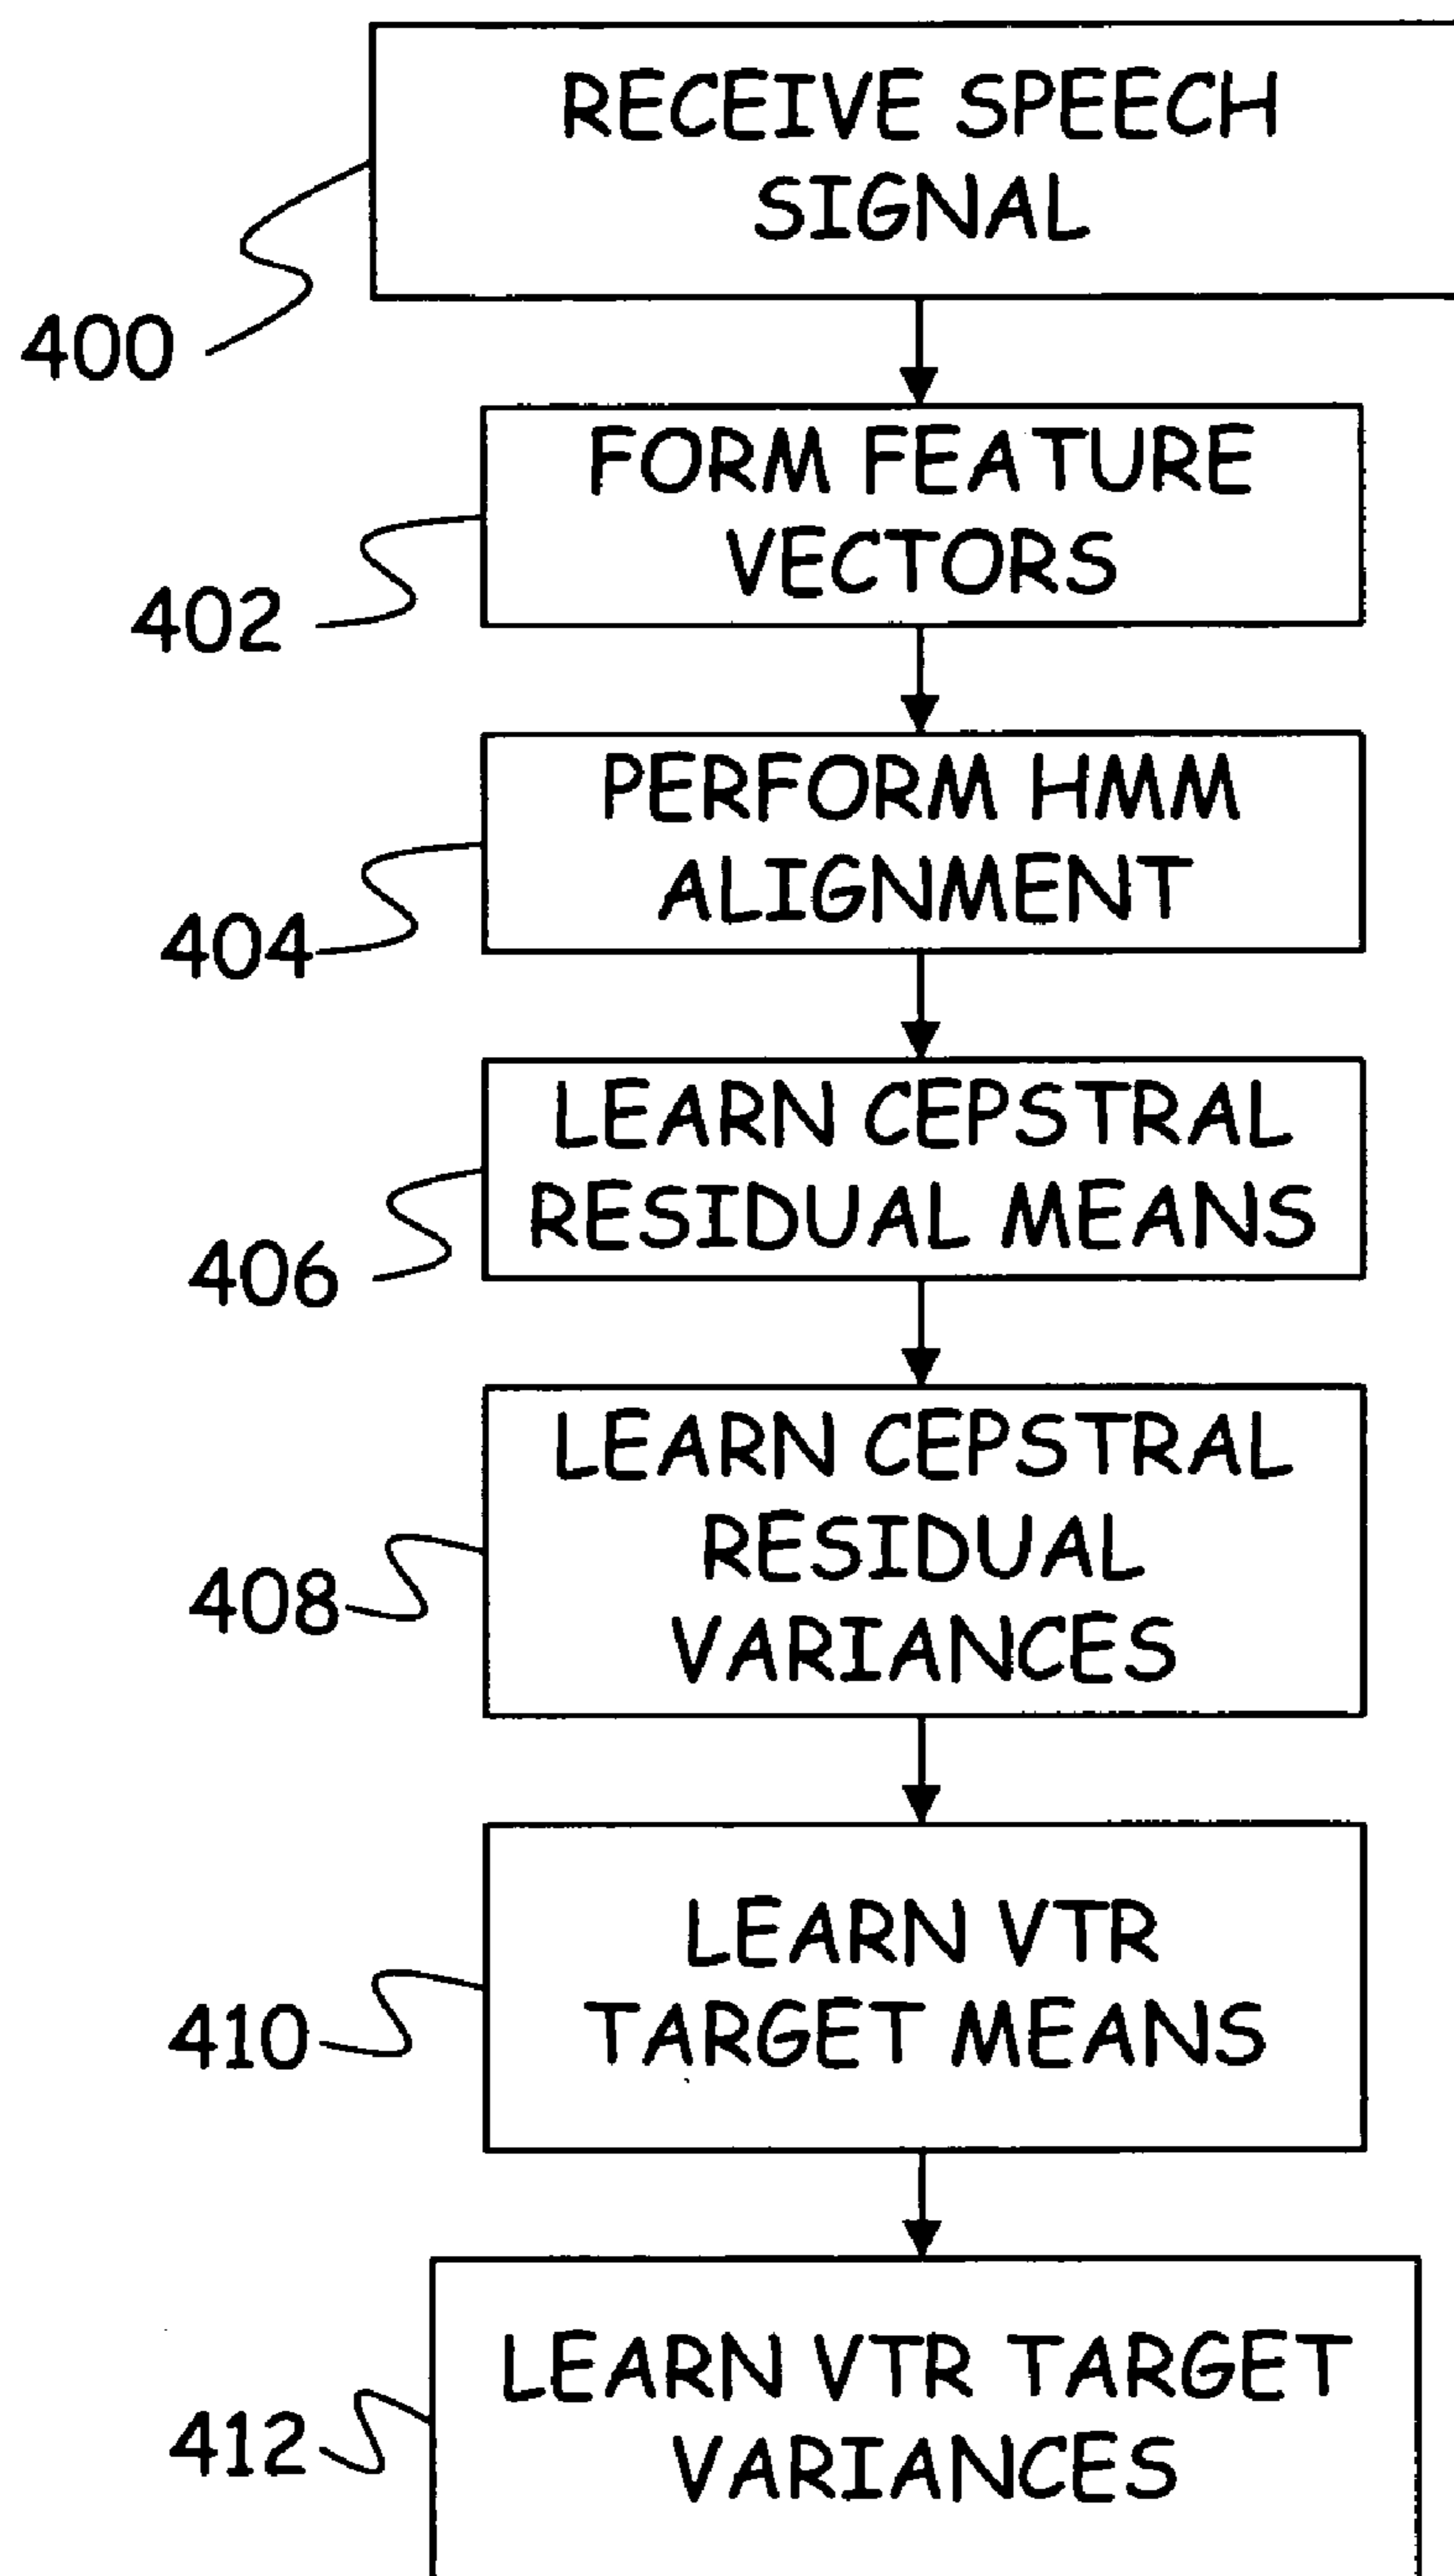 RECEIVE SPEECH
SIGNAL
400
FORM FEATURE
VECTORS
402
PERFORM HMM
ALIGNMENT
404
LEARN CEPSTRAL
RESIDUAL MEANS
406
LEARN CEPSTRAL
RESIDUAL
VARIANCES
408
LEARN VTR
TARGET MEANS
410
LEARN VTR TARGET
VARIANCES
412